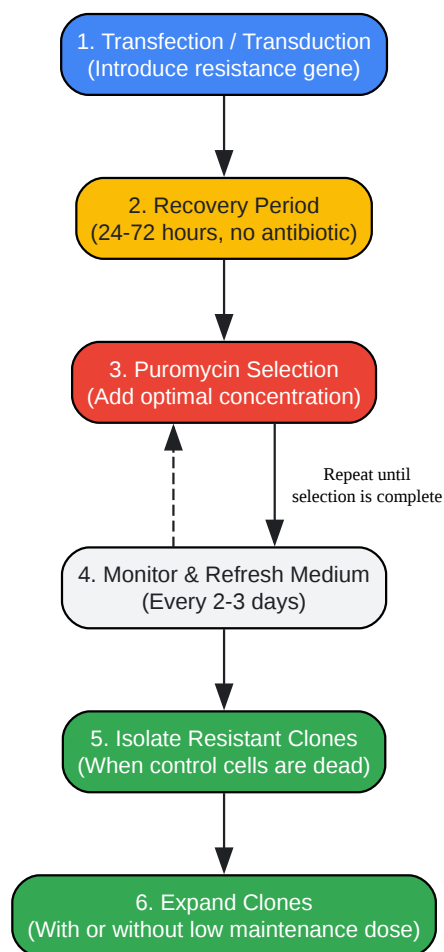 1. Transfection / Transduction
(Introduce resistance gene)
2. Recovery Period
(24-72 hours, no antibiotic)
3. Puromycin Selection
(Add optimal concentration)
Repeat until
selection is complete
4. Monitor & Refresh Medium
(Every 2-3 days)
5. Isolate Resistant Clones
(When control cells are dead)
6. Expand Clones
(With or without low maintenance dose)